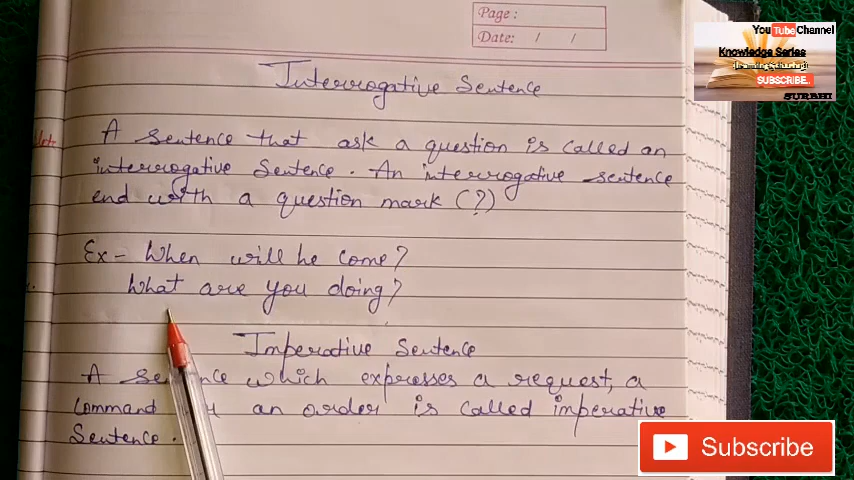 Page:
Date: / /
YouTube Channel
Knowledge Series
SUBSCRIBE..
SURBHI
Interrogative Sentence
A sentence that ask a question is called an
interrogative Sentence. An interrogative sentence
end with a question mark (?)
Ex- When will he come?
What are you doing?
Imperative Sentence
A sentence which expresses a request, a
command an order is called imperative
Sentence.
Subscribe